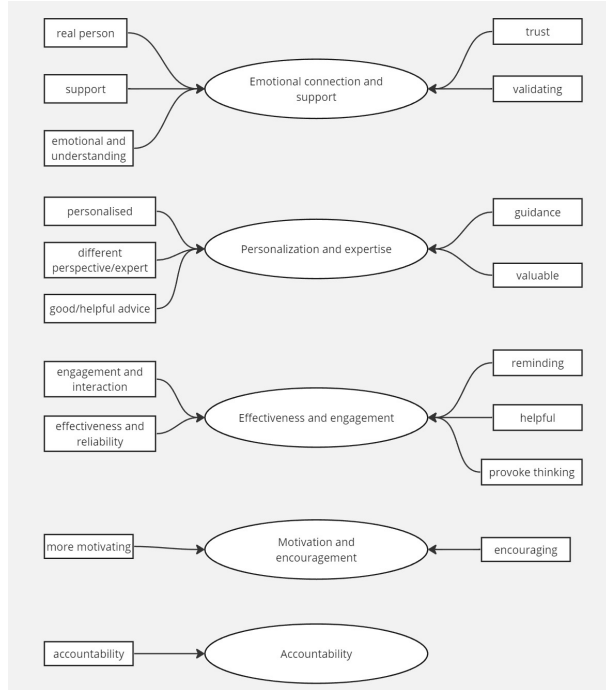 real person
support
emotional and
understanding
Emotional connection and
support
trust
validating
personalised
different
perspective/expert
good/helpful advice
Personalization and expertise
guidance
valuable
engagement and
interaction
effectiveness and
reliability
Effectiveness and engagement
reminding
helpful
provoke thinking
more motivating
Motivation and
encouragement
encouraging
accountability
Accountability